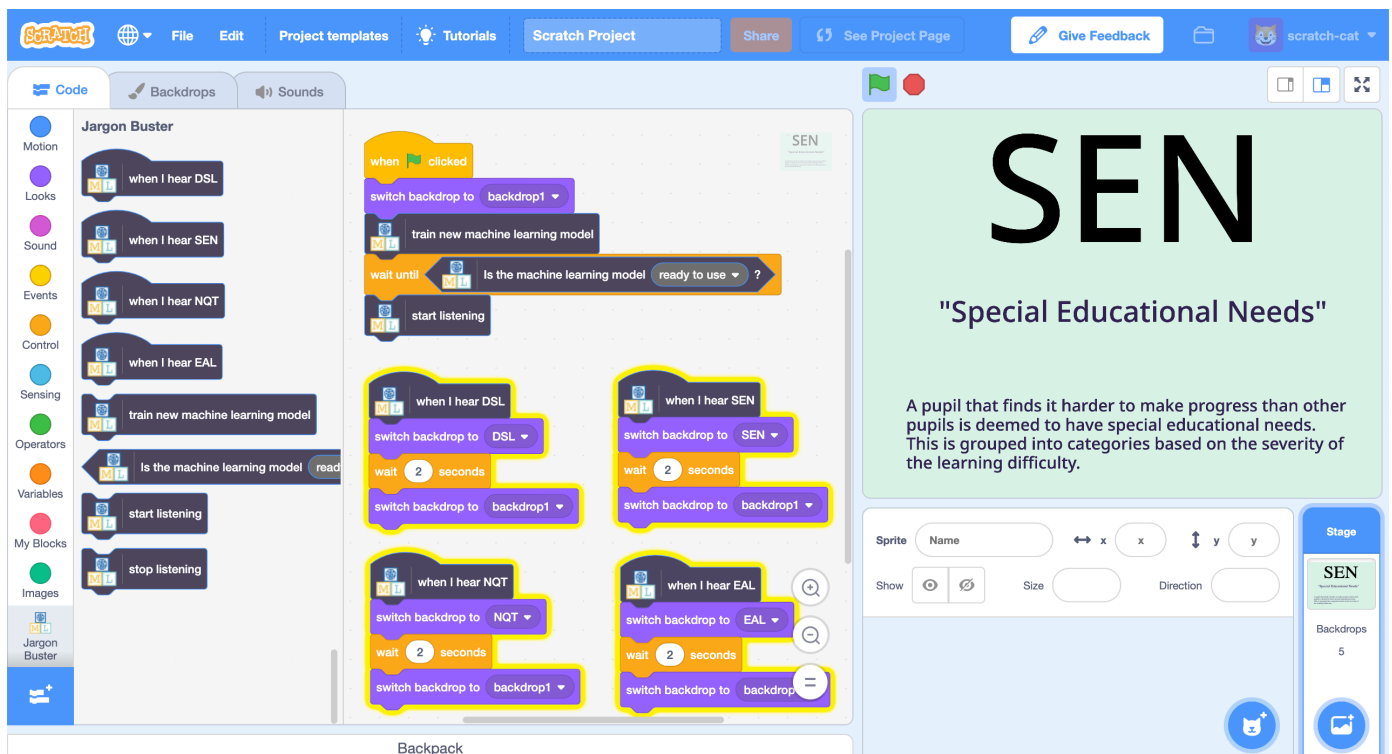 SCRATCH File Edit Project templates Tutorials Scratch Project Share See Project Page Give Feedback scratch-cat
Code Backdrops Sounds
Motion
Looks
Sound
Events
Control
Sensing
Operators
Variables
My Blocks
Images
Jargon
Buster
Jargon Buster
when I hear DSL
when I hear SEN
when I hear NQT
when I hear EAL
train new machine learning model
Is the machine learning model read
start listening
stop listening
when clicked
switch backdrop to backdrop1
train new machine learning model
wait until Is the machine learning model ready to use ?
start listening
SEN
when I hear DSL
switch backdrop to DSL
wait 2 seconds
switch backdrop to backdrop1
when I hear SEN
switch backdrop to SEN
wait 2 seconds
switch backdrop to backdrop1
when I hear NQT
switch backdrop to NQT
wait 2 seconds
switch backdrop to backdrop1
when I hear EAL
switch backdrop to EAL
wait 2 seconds
switch backdrop to backdrop
SEN
"Special Educational Needs"
A pupil that finds it harder to make progress than other
pupils is deemed to have special educational needs.
This is grouped into categories based on the severity of
the learning difficulty.
Sprite Name x x y y
Show Size Direction
Stage
SEN
"Special Educational Needs"
Backdrops
5
Backpack